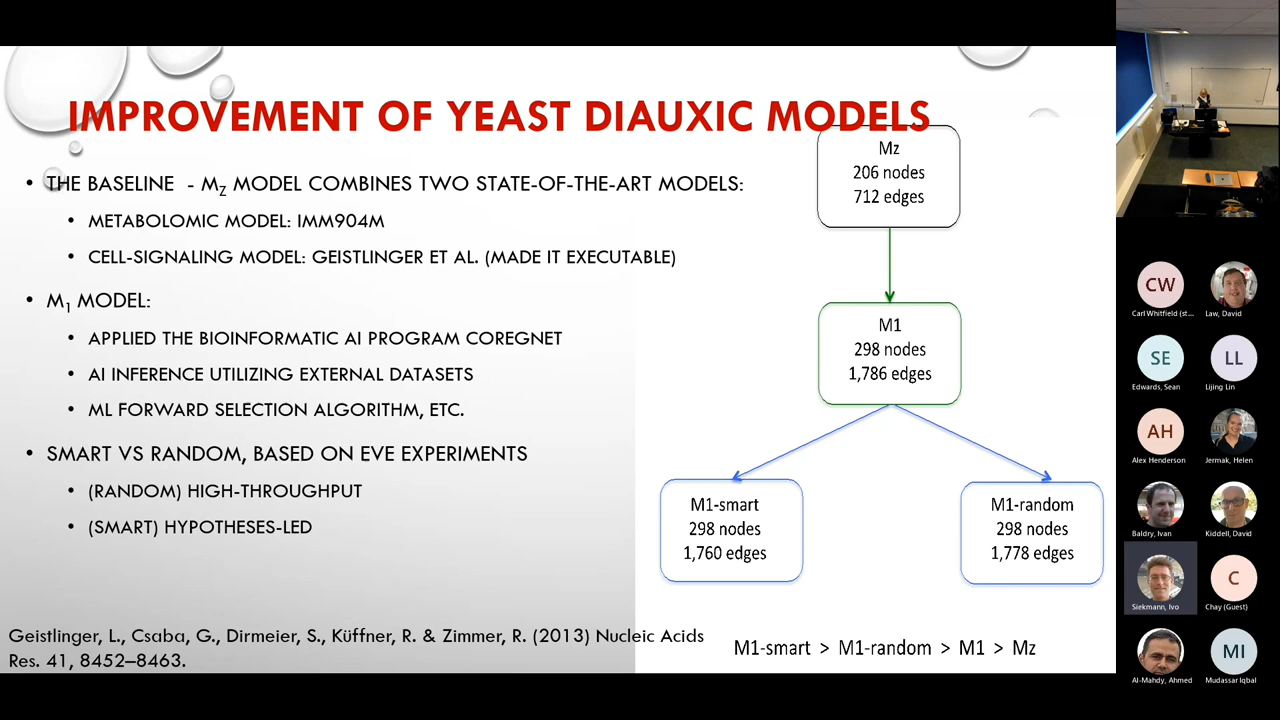 IMPROVEMENT OF YEAST DIAUXIC MODELS
• THE BASELINE - MZ MODEL COMBINES TWO STATE-OF-THE-ART MODELS:
• METABOLOMIC MODEL: IMM904M
• CELL-SIGNALING MODEL: GEISTLINGER ET AL. (MADE IT EXECUTABLE)
• M1 MODEL:
• APPLIED THE BIOINFORMATIC AI PROGRAM COREGNET
• AI INFERENCE UTILIZING EXTERNAL DATASETS
• ML FORWARD SELECTION ALGORITHM, ETC.
• SMART VS RANDOM, BASED ON EVE EXPERIMENTS
• (RANDOM) HIGH-THROUGHPUT
• (SMART) HYPOTHESES-LED
Geistlinger, L., Csaba, G., Dirmeier, S., Küffner, R. & Zimmer, R. (2013) Nucleic Acids
Res. 41, 8452–8463.
Mz
206 nodes
712 edges
M1
298 nodes
1,786 edges
M1-smart
298 nodes
1,760 edges
M1-random
298 nodes
1,778 edges
M1-smart > M1-random > M1 > Mz
CW
Carl Whitfield (st...
Law, David
SE
Edwards, Sean
LL
Lijing Lin
AH
Alex Henderson
Jermak, Helen
Baldry, Ivan
Kiddell, David
Siekmann, Ivo
C
Chay (Guest)
Al-Mahdy, Ahmed
MI
Mudassar Iqbal